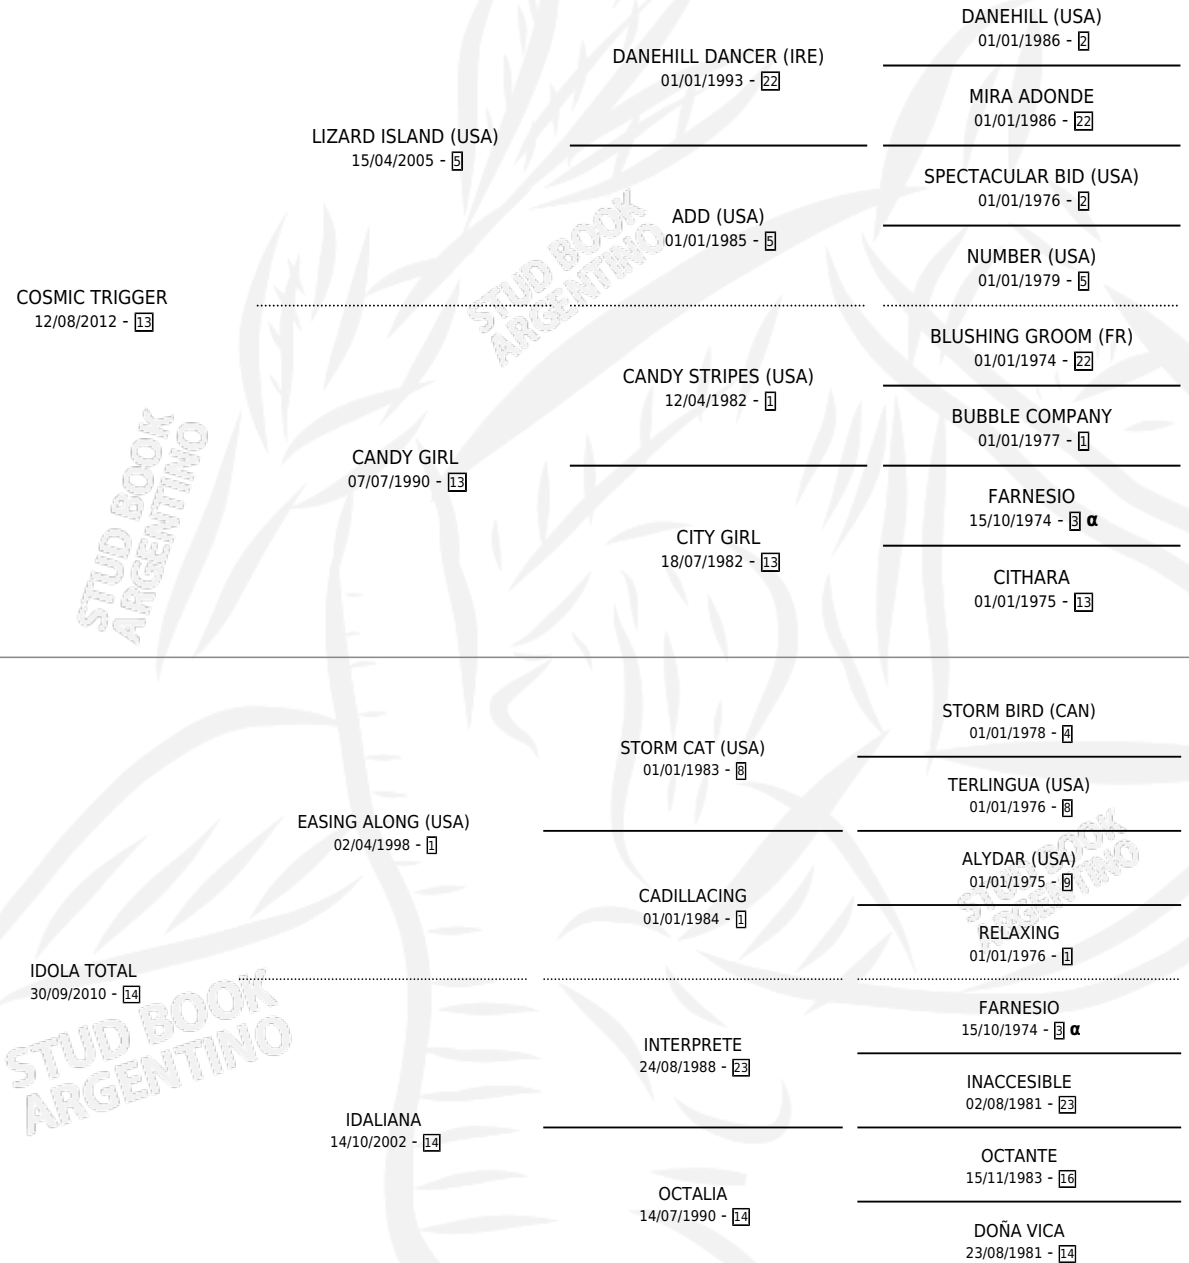 DANEHILL (USA)
01/01/1986 - 2
DANEHILL DANCER (IRE)
01/01/1993 - 22
MIRA ADONDE
01/01/1986 - 22
LIZARD ISLAND (USA)
15/04/2005 - 5
SPECTACULAR BID (USA)
01/01/1976 - 2
ADD (USA)
01/01/1985 - 5
NUMBER (USA)
01/01/1979 - 5
COSMIC TRIGGER
12/08/2012 - 13
BLUSHING GROOM (FR)
01/01/1974 - 22
CANDY STRIPES (USA)
12/04/1982 - 1
BUBBLE COMPANY
01/01/1977 - 1
CANDY GIRL
07/07/1990 - 13
FARNESIO
15/10/1974 - 3 α
CITY GIRL
18/07/1982 - 13
CITHARA
01/01/1975 - 13
STORM BIRD (CAN)
01/01/1978 - 4
STORM CAT (USA)
01/01/1983 - 8
TERLINGUA (USA)
01/01/1976 - 8
EASING ALONG (USA)
02/04/1998 - 1
ALYDAR (USA)
01/01/1975 - 9
CADILLACING
01/01/1984 - 1
RELAXING
01/01/1976 - 1
IDOLA TOTAL
30/09/2010 - 14
FARNESIO
15/10/1974 - 3 α
INTERPRETE
24/08/1988 - 23
INACCESIBLE
02/08/1981 - 23
IDALIANA
14/10/2002 - 14
OCTANTE
15/11/1983 - 16
OCTALIA
14/07/1990 - 14
DOÑA VICA
23/08/1981 - 14
STUD BOOK
ARGENTINO
STUD BOOK
ARGENTINO
STUD BOOK
ARGENTINO
STUD BOOK
ARGENTINO